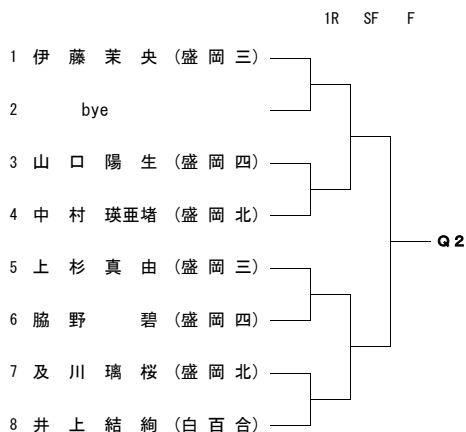 1R SF F
1 伊 藤 茉 央 (盛 岡 三)
2 bye
3 山 口 陽 生 (盛 岡 四)
4 中 村 瑛亜堵 (盛 岡 北)
Q2
5 上 杉 真 由 (盛 岡 三)
6 脇 野 碧 (盛 岡 四)
7 及 川 璃 桜 (盛 岡 北)
8 井 上 結 絢 (白 百 合)